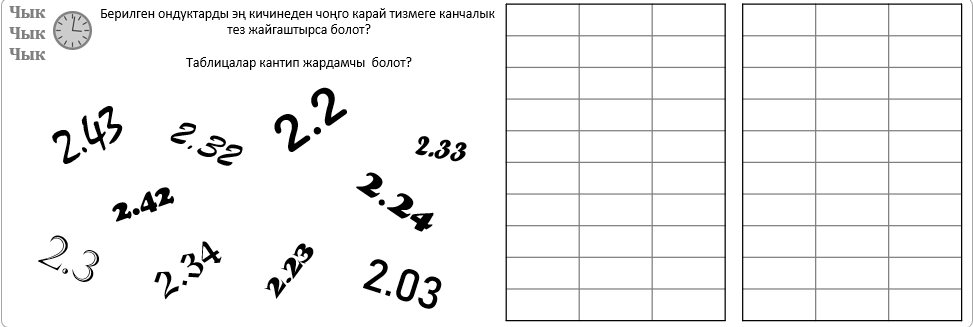 Чык
Чык
Чык
Берилген ондуктарды эң кичинеден чоңго карай тизмеге канчалык
тез жайгаштырса болот?
Таблицалар кантип жардамчы болот?
2.43
2.32
2.2
2.33
2.42
2.24
2.3
2.34
2.23
2.03